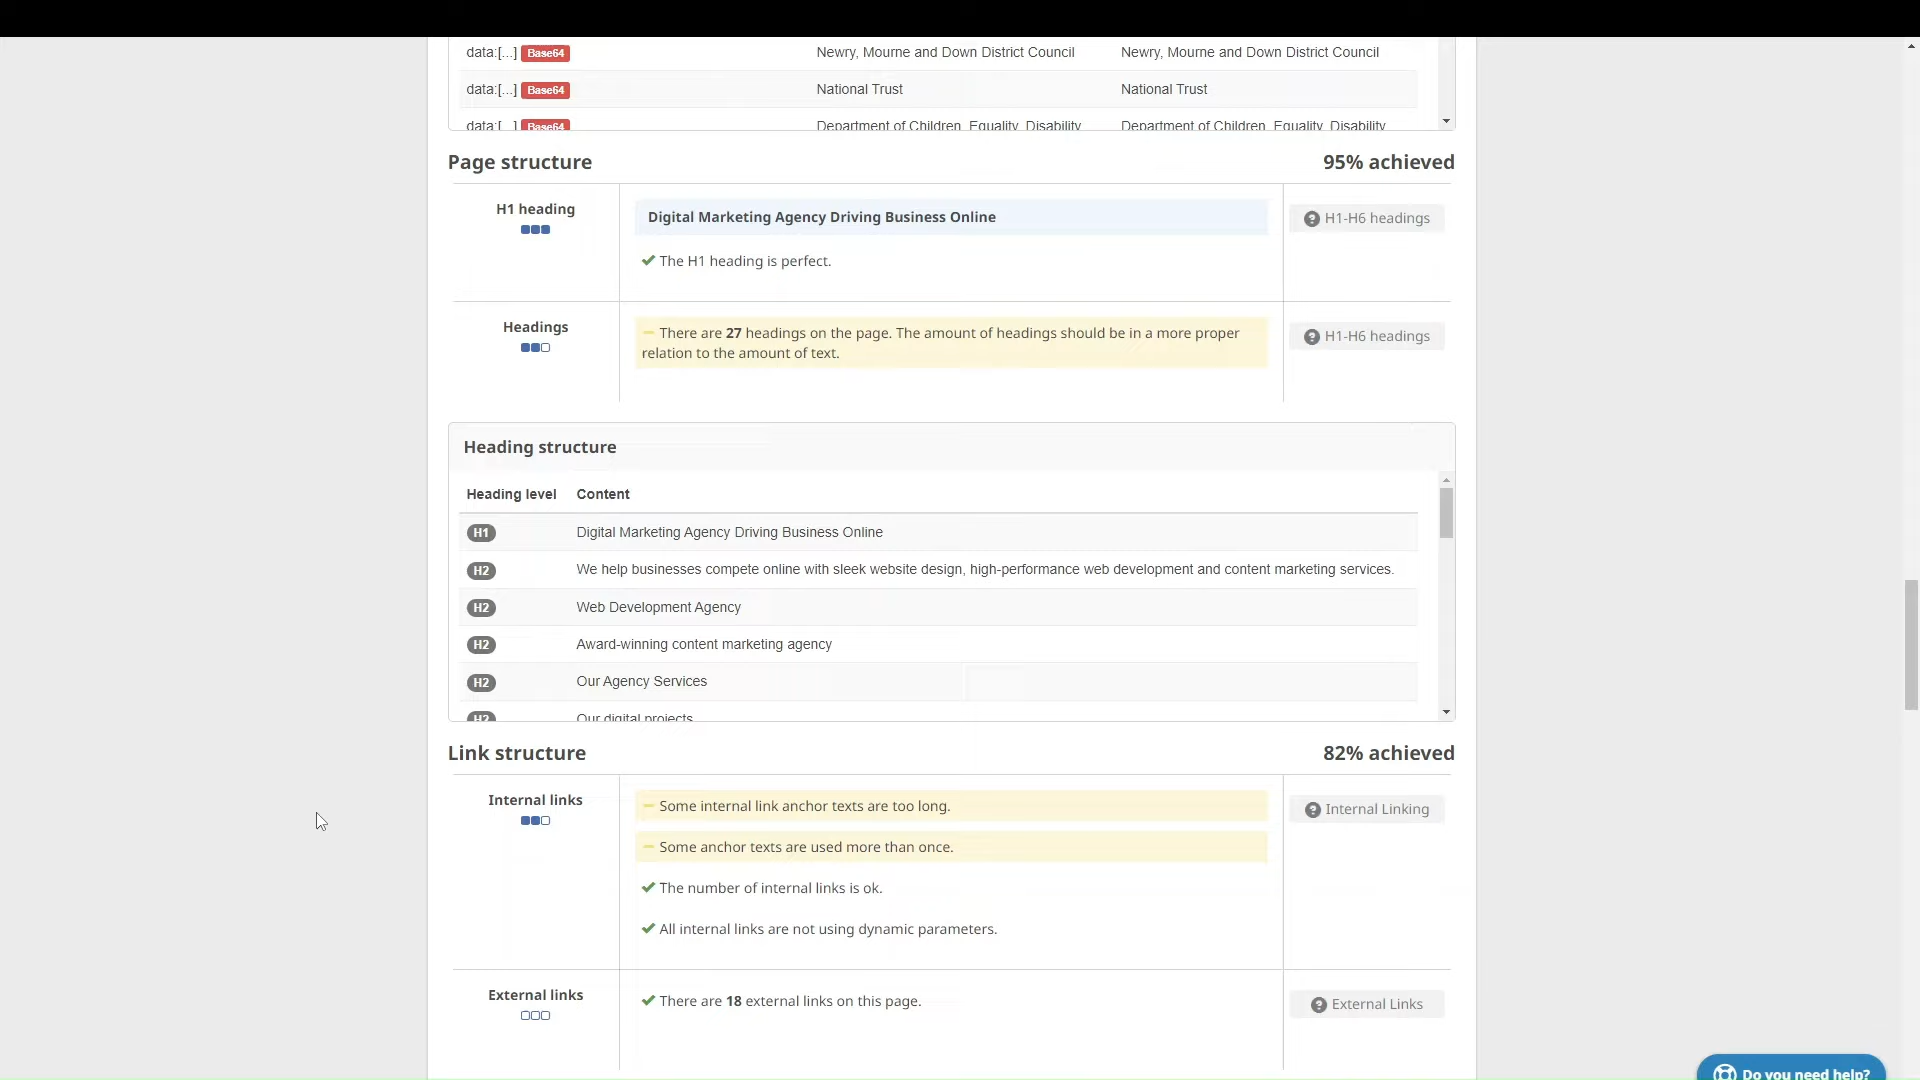 data:[...] Base64 Newry, Mourne and Down District Council Newry, Mourne and Down District Council
data:[...] Base64 National Trust National Trust
data:[...] Base64 Department of Children, Equality, Disability Department of Children, Equality, Disability
Page structure 95% achieved
H1 heading Digital Marketing Agency Driving Business Online H1-H6 headings
The H1 heading is perfect.
Headings There are 27 headings on the page. The amount of headings should be in a more proper H1-H6 headings
relation to the amount of text.
Heading structure
Heading level Content
H1 Digital Marketing Agency Driving Business Online
H2 We help businesses compete online with sleek website design, high-performance web development and content marketing services.
H2 Web Development Agency
H2 Award-winning content marketing agency
H2 Our Agency Services
H2 Our digital projects
Link structure 82% achieved
Internal links Some internal link anchor texts are too long. Internal Linking
Some anchor texts are used more than once.
The number of internal links is ok.
All internal links are not using dynamic parameters.
External links There are 18 external links on this page. External Links
Do you need help?